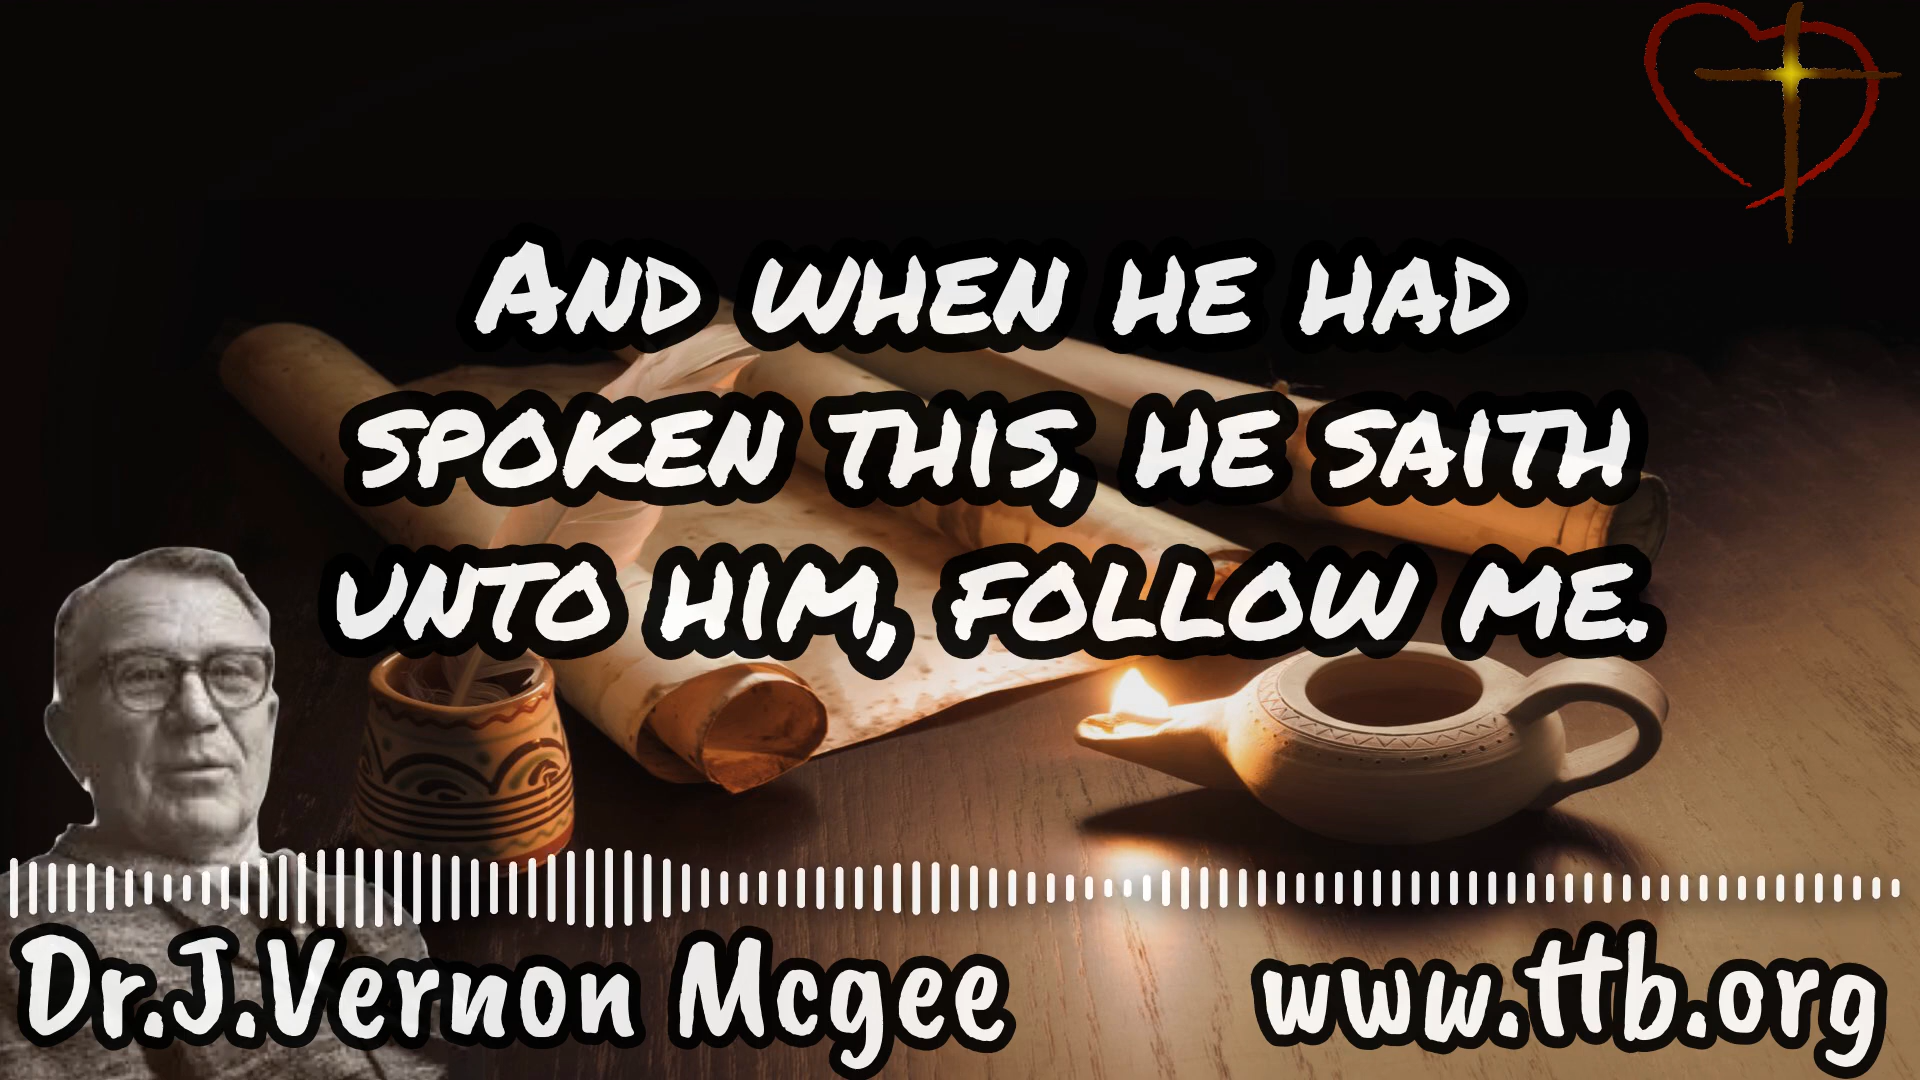 And when he had
spoken this, he saith
unto him, follow me.
Dr.J.Vernon Mcgee
www.ttb.org